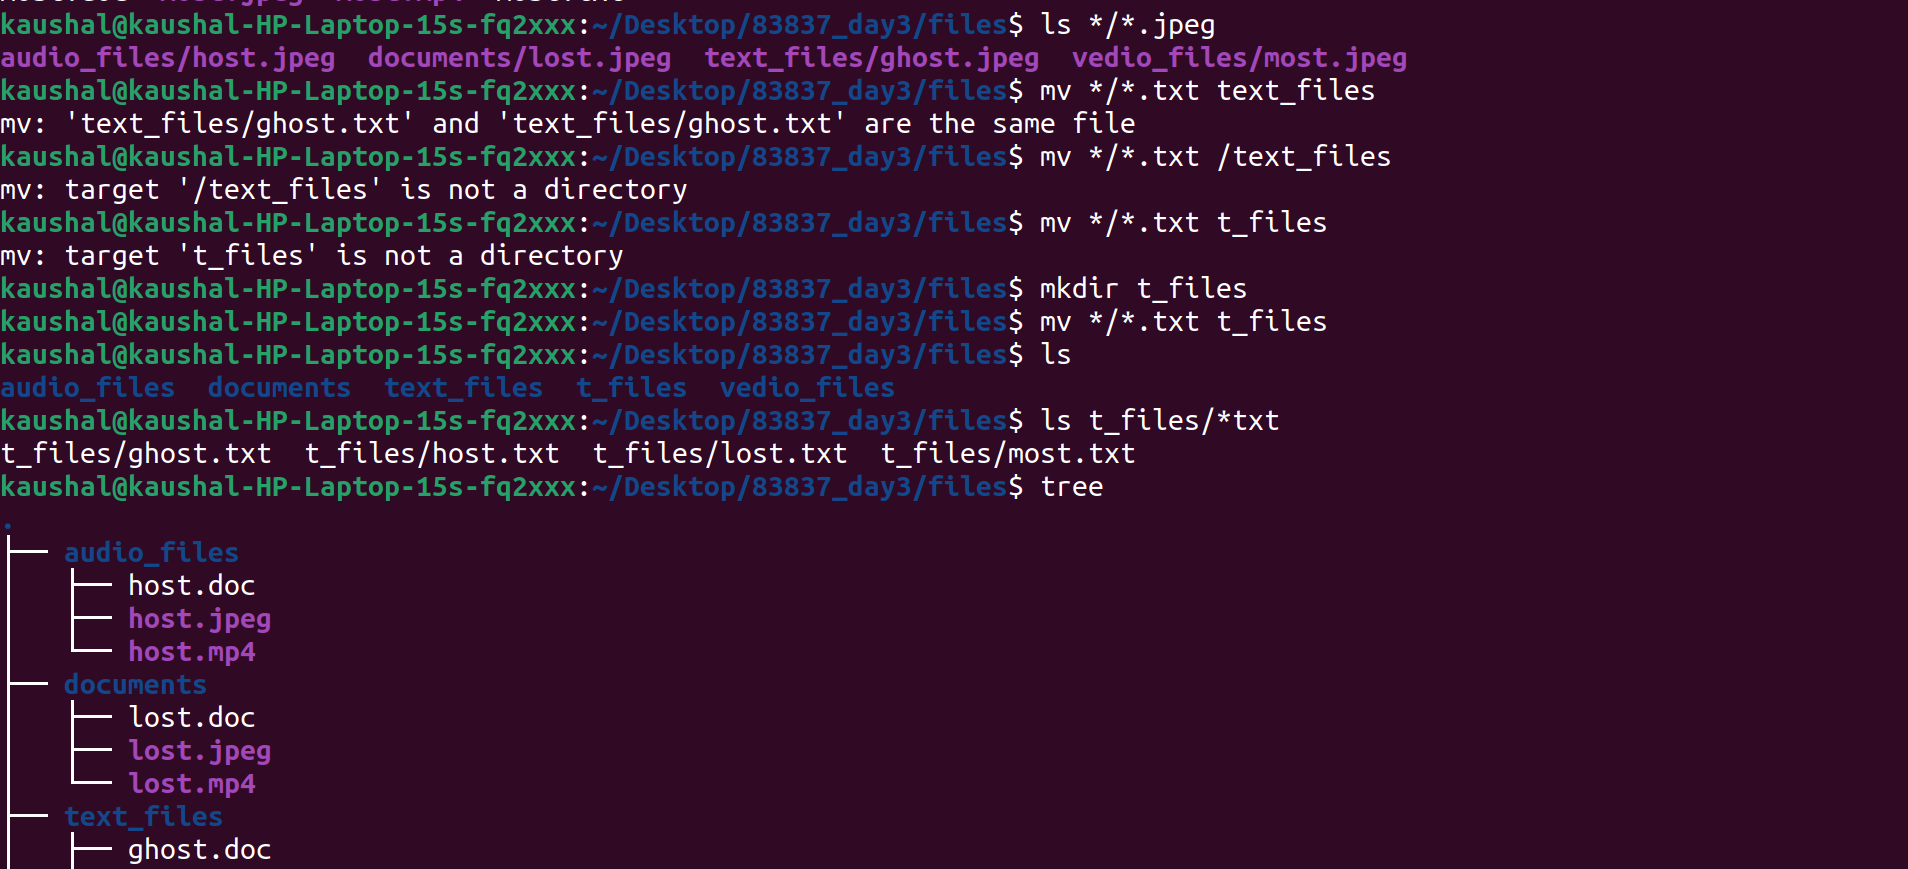 kaushal@kaushal-HP-Laptop-15s-fq2xxx:~/Desktop/83837_day3/files$ ls */*.jpeg
audio_files/host.jpeg  documents/lost.jpeg  text_files/ghost.jpeg  vedio_files/most.jpeg
kaushal@kaushal-HP-Laptop-15s-fq2xxx:~/Desktop/83837_day3/files$ mv */*.txt text_files
mv: 'text_files/ghost.txt' and 'text_files/ghost.txt' are the same file
kaushal@kaushal-HP-Laptop-15s-fq2xxx:~/Desktop/83837_day3/files$ mv */*.txt /text_files
mv: target '/text_files' is not a directory
kaushal@kaushal-HP-Laptop-15s-fq2xxx:~/Desktop/83837_day3/files$ mv */*.txt t_files
mv: target 't_files' is not a directory
kaushal@kaushal-HP-Laptop-15s-fq2xxx:~/Desktop/83837_day3/files$ mkdir t_files
kaushal@kaushal-HP-Laptop-15s-fq2xxx:~/Desktop/83837_day3/files$ mv */*.txt t_files
kaushal@kaushal-HP-Laptop-15s-fq2xxx:~/Desktop/83837_day3/files$ ls
audio_files  documents  text_files  t_files  vedio_files
kaushal@kaushal-HP-Laptop-15s-fq2xxx:~/Desktop/83837_day3/files$ ls t_files/*txt
t_files/ghost.txt  t_files/host.txt  t_files/lost.txt  t_files/most.txt
kaushal@kaushal-HP-Laptop-15s-fq2xxx:~/Desktop/83837_day3/files$ tree
.
├── audio_files
│   ├── host.doc
│   ├── host.jpeg
│   └── host.mp4
├── documents
│   ├── lost.doc
│   ├── lost.jpeg
│   └── lost.mp4
├── text_files
│   ├── ghost.doc